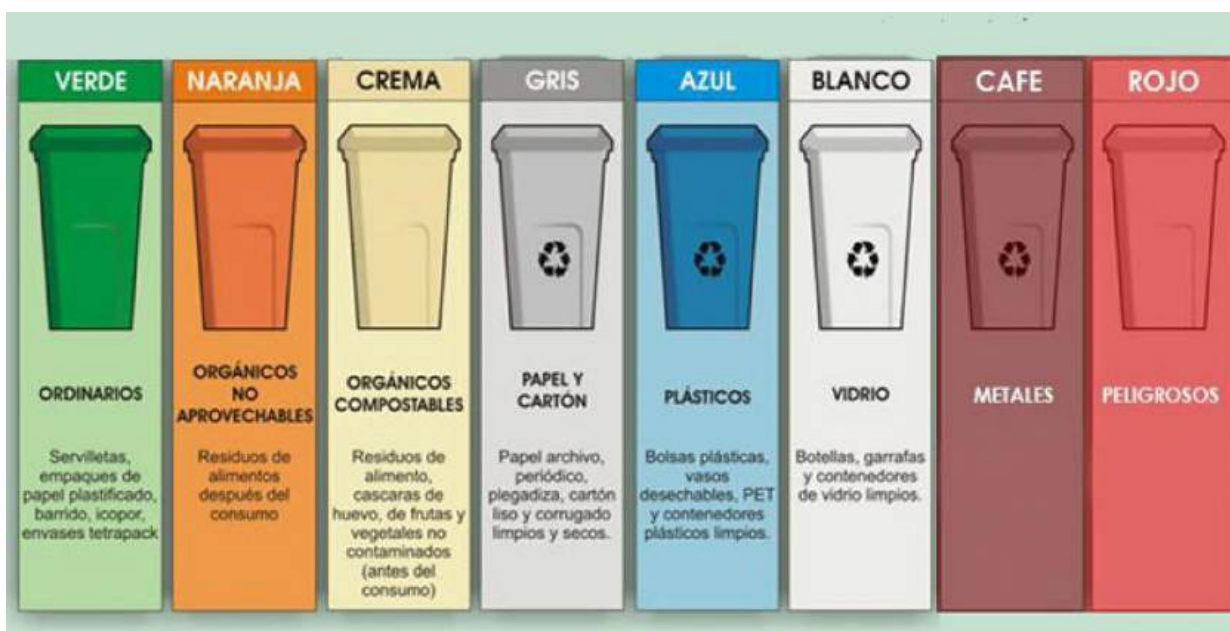 VERDE
ORDINARIOS
Servilletas,
empaques de
papel plastificado,
barrido, icopor,
envases tetrapack
NARANJA
ORGÁNICOS
NO
APROVECHABLES
Residuos de
alimentos
después del
consumo
CREMA
ORGÁNICOS
COMPOSTABLES
Residuos de
alimento,
cascaras de
huevo, de frutas y
vegetales no
contaminados
(antes del
consumo)
GRIS
PAPEL Y
CARTÓN
Papel archivo,
periódico,
plegadiza, cartón
liso y corrugado
limpios y secos.
AZUL
PLÁSTICOS
Bolsas plásticas,
vasos
desechables, PET
y contenedores
plásticos limpios.
BLANCO
VIDRIO
Botellas, garrafas
y contenedores
de vidrio limpios.
CAFE
METALES
ROJO
PELIGROSOS